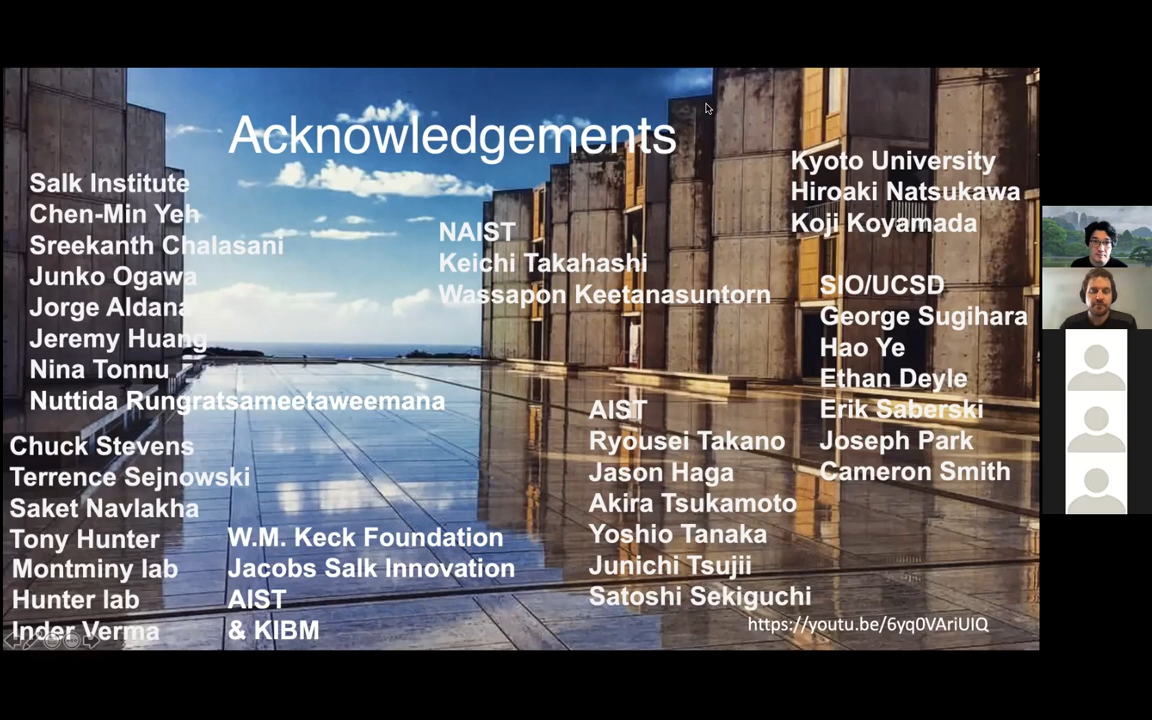 Acknowledgements
Salk Institute
Chen-Min Yeh
Sreekanth Chalasani
Junko Ogawa
Jorge Aldana
Jeremy Huang
Nina Tonnu
Nuttida Rungratsameetaweemana
Chuck Stevens
Terrence Sejnowski
Saket Navlakha
Tony Hunter
Montminy lab
Hunter lab
Inder Verma
W.M. Keck Foundation
Jacobs Salk Innovation
AIST
& KIBM
NAIST
Keichi Takahashi
Wassapon Keetanasuntorn
AIST
Ryousei Takano
Jason Haga
Akira Tsukamoto
Yoshio Tanaka
Junichi Tsujii
Satoshi Sekiguchi
Kyoto University
Hiroaki Natsukawa
Koji Koyamada
SIO/UCSD
George Sugihara
Hao Ye
Ethan Deyle
Erik Saberski
Joseph Park
Cameron Smith
https://youtu.be/6yq0VAriUIQ